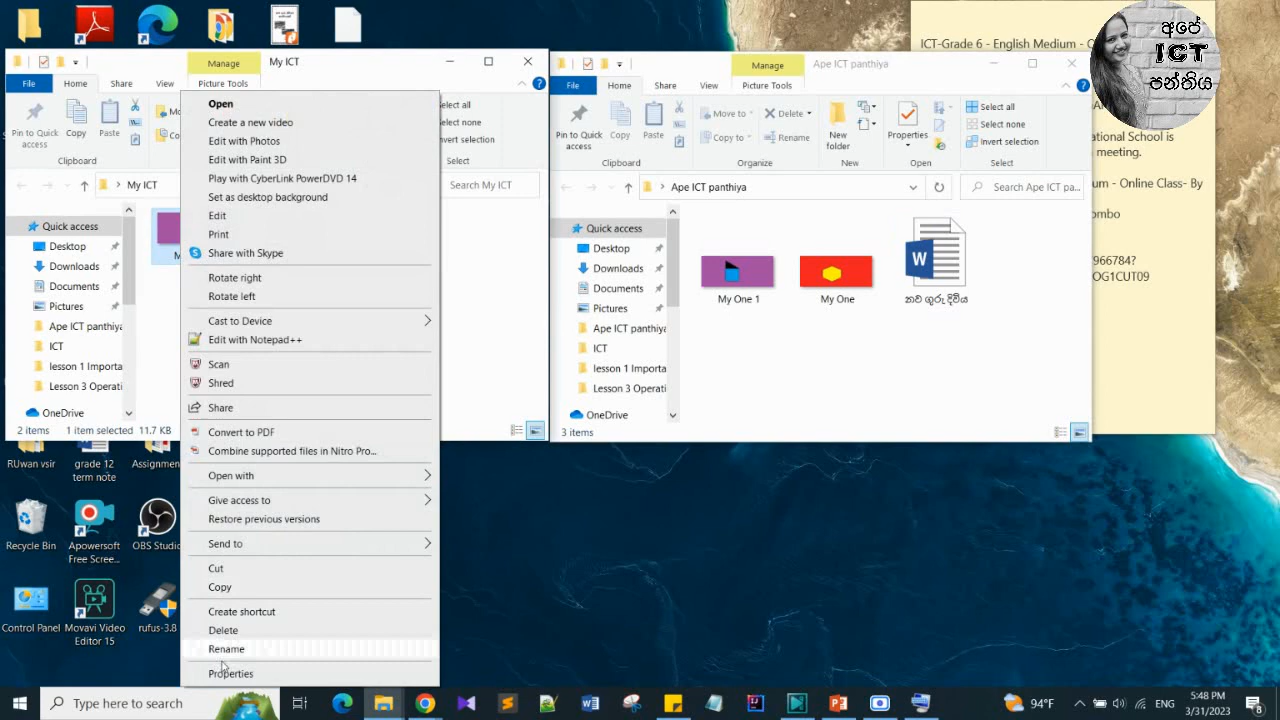 Manage
My ICT
File
Home
Share
View
Picture Tools
Pin to Quick
access
Copy
Paste
Clipboard
Select
My ICT
Search My ICT
Quick access
Desktop
Downloads
Documents
Pictures
Ape ICT panthiya
ICT
lesson 1 Importa
Lesson 3 Operati
OneDrive
2 items
1 item selected 11.7 KB
Open
Create a new video
Edit with Photos
Edit with Paint 3D
Play with CyberLink PowerDVD 14
Set as desktop background
Edit
Print
Share with Skype
Rotate right
Rotate left
Cast to Device
Edit with Notepad++
Scan
Shred
Share
Convert to PDF
Combine supported files in Nitro Pro...
Open with
Give access to
Restore previous versions
Send to
Cut
Copy
Create shortcut
Delete
Rename
Properties
Manage
Ape ICT panthiya
File
Home
Share
View
Picture Tools
Pin to Quick
access
Copy
Paste
Clipboard
Move to
Copy to
Delete
Rename
Organize
New
folder
New
Properties
Open
Select all
Select none
Invert selection
Select
Ape ICT panthiya
Search Ape ICT pa...
Quick access
Desktop
Downloads
Documents
Pictures
Ape ICT panthiya
ICT
lesson 1 Importa
Lesson 3 Operati
OneDrive
3 items
My One 1
My One
නව ගුරු දිවිය
W
ICT-Grade 6 - English Medium - O
ational School is
meeting.
um - Online Class- By
ombo
966784?
OG1CUT09
අපේ
ICT
පන්තිය
RUwan vsir
grade 12
term note
Assignmen
Recycle Bin
Apowersoft
Free Scree...
OBS Studio
Control Panel
Movavi Video
Editor 15
rufus-3.8
Type here to search
94°F
5:48 PM
3/31/2023
8